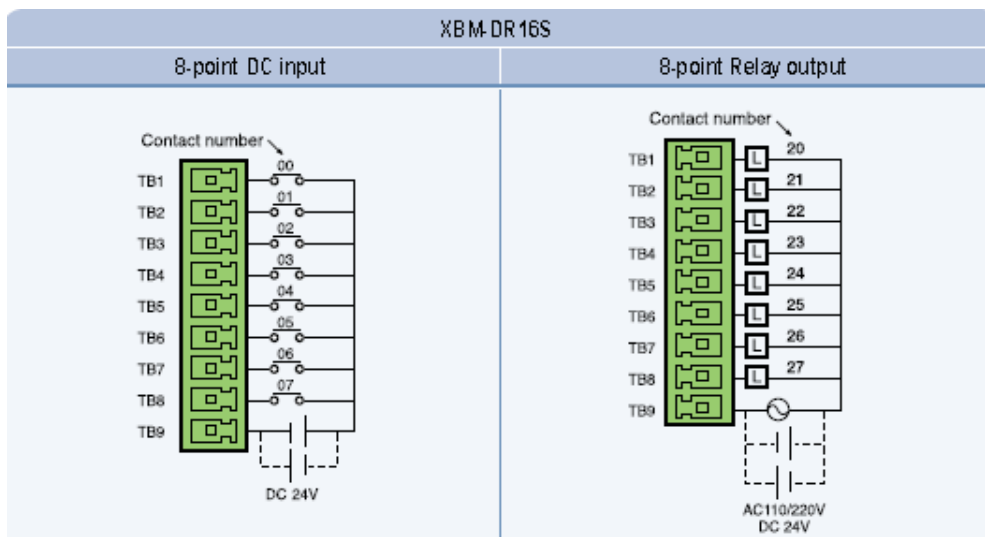 XBM-DR16S
8-point DC input
8-point Relay output
Contact number
00
TB1
01
TB2
02
TB3
03
TB4
04
TB5
05
TB6
06
TB7
07
TB8
TB9
DC 24V
Contact number
20
TB1
L
21
TB2
L
22
TB3
L
23
TB4
L
24
TB5
L
25
TB6
L
26
TB7
L
27
TB8
L
TB9
AC110/220V
DC 24V